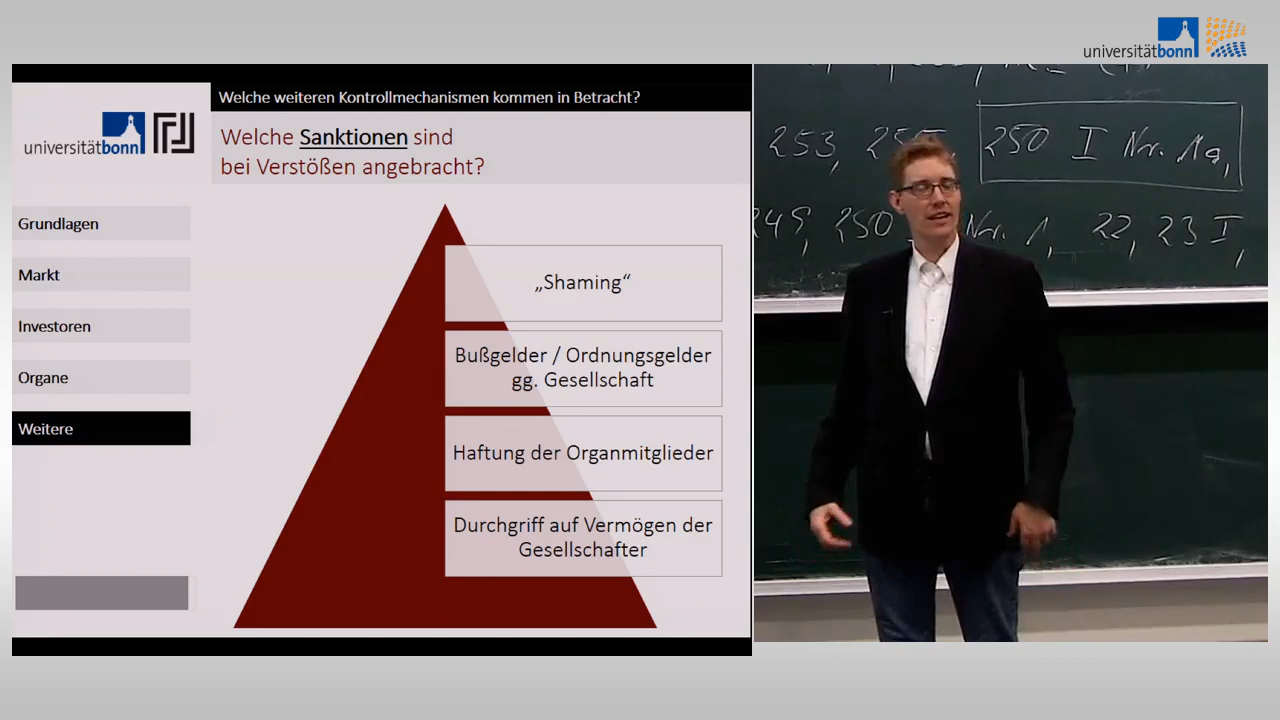 universitätbonn
universitätbonn
Welche weiteren Kontrollmechanismen kommen in Betracht?
Welche Sanktionen sind
bei Verstößen angebracht?
Grundlagen
Markt
Investoren
Organe
Weitere
„Shaming“
Bußgelder / Ordnungsgelder
gg. Gesellschaft
Haftung der Organmitglieder
Durchgriff auf Vermögen der
Gesellschafter
253, 255, 250 I Nr.
249, 250 Nr. 1, 22, 23 I,